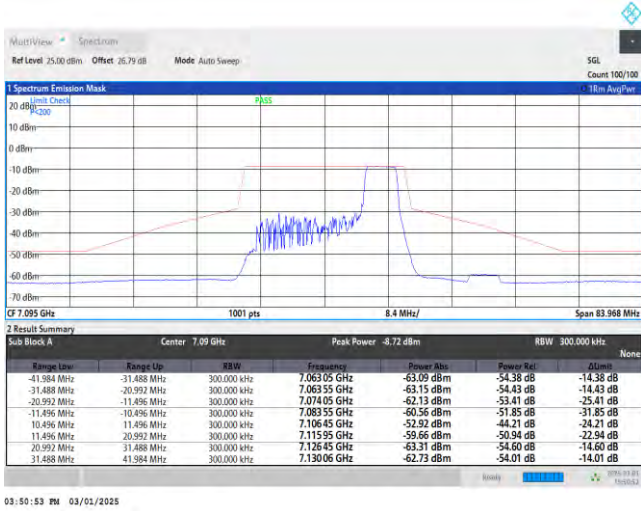 MultiView Spectrum
Ref Level 25.00 dBm Offset 26.79 dB Mode Auto Sweep SGL
Count 100/100
1 Spectrum Emission Mask 1Rm AvgPwr
Limit Check PASS
20 dBm
P<200
10 dBm
0 dBm
-10 dBm
-20 dBm
-30 dBm
-40 dBm
-50 dBm
-60 dBm
-70 dBm
CF 7.095 GHz 1001 pts 8.4 MHz/ Span 83.968 MHz
2 Result Summary
Sub Block A Center 7.09 GHz Peak Power -8.72 dBm RBW 300.000 kHz
None
Range Low Range Up RBW Frequency Power Abs Power Rel ΔLimit
-41.984 MHz -31.488 MHz 300.000 kHz 7.06305 GHz -63.09 dBm -54.38 dB -14.38 dB
-31.488 MHz -20.992 MHz 300.000 kHz 7.06355 GHz -63.15 dBm -54.43 dB -14.43 dB
-20.992 MHz -11.496 MHz 300.000 kHz 7.07405 GHz -62.13 dBm -53.41 dB -25.41 dB
-11.496 MHz -10.496 MHz 300.000 kHz 7.08355 GHz -60.56 dBm -51.85 dB -31.85 dB
10.496 MHz 11.496 MHz 300.000 kHz 7.10645 GHz -52.92 dBm -44.21 dB -24.21 dB
11.496 MHz 20.992 MHz 300.000 kHz 7.11595 GHz -59.66 dBm -50.94 dB -22.94 dB
20.992 MHz 31.488 MHz 300.000 kHz 7.12645 GHz -63.31 dBm -54.60 dB -14.60 dB
31.488 MHz 41.984 MHz 300.000 kHz 7.13006 GHz -62.73 dBm -54.01 dB -14.01 dB
Ready
03:50:53 PM 03/01/2025